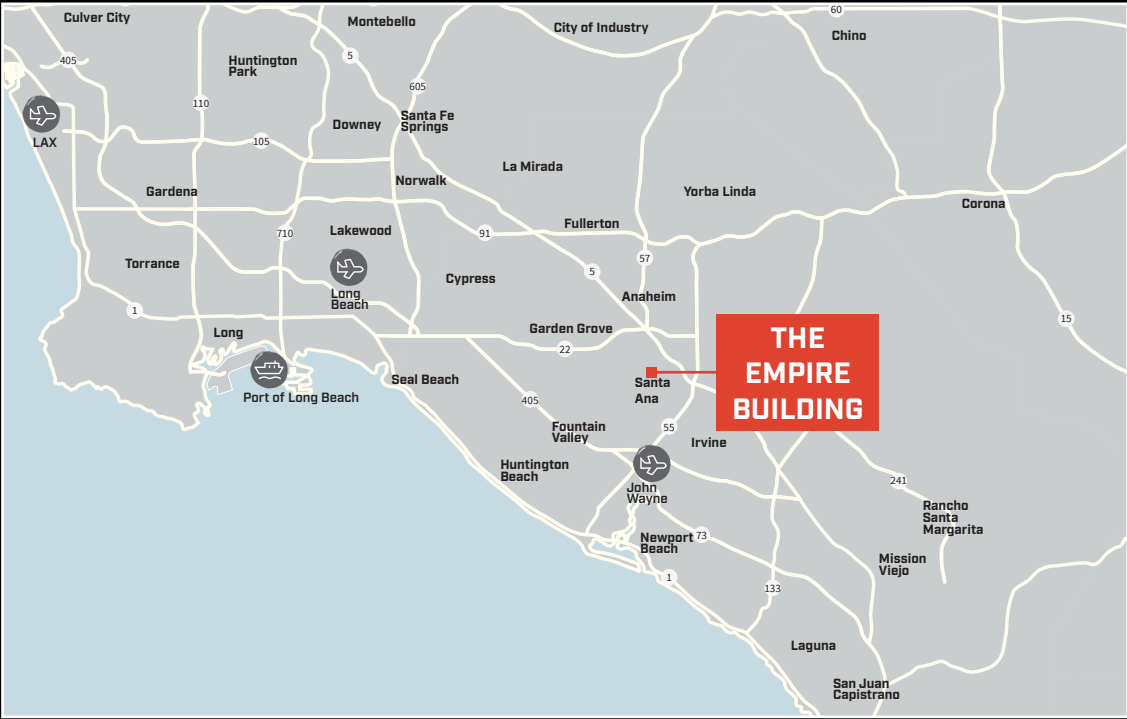 Culver City
Montebello
City of Industry
60
Chino
405
Huntington
Park
5
605
110
LAX
Downey
Santa Fe
Springs
105
La Mirada
Norwalk
Gardena
Yorba Linda
Corona
Fullerton
710
Lakewood
91
Torrance
57
5
Cypress
Long
Beach
Anaheim
1
15
Long
Garden Grove
22
THE
EMPIRE
BUILDING
Seal Beach
Santa
Ana
Port of Long Beach
405
55
Fountain
Valley
Irvine
Huntington
Beach
241
John
Wayne
Rancho
Santa
Margarita
Newport
Beach
73
Mission
Viejo
1
133
Laguna
San Juan
Capistrano